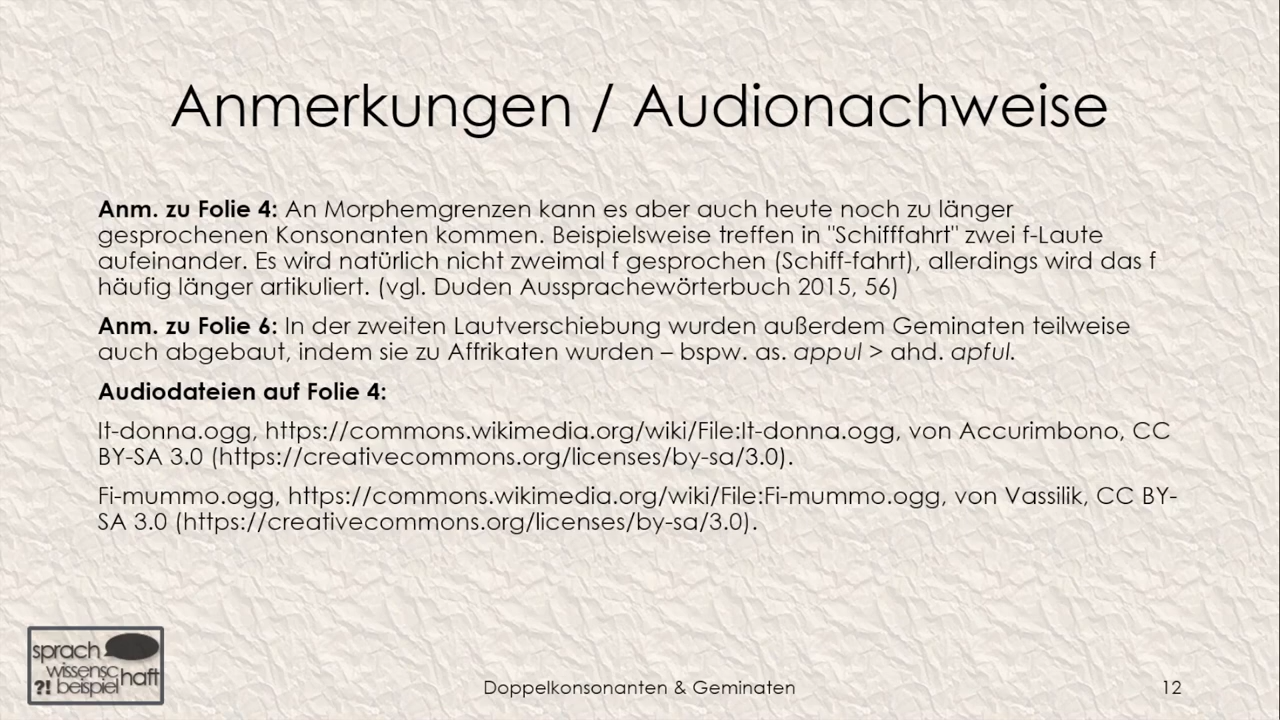 Anmerkungen / Audionachweise
Anm. zu Folie 4: An Morphemgrenzen kann es aber auch heute noch zu länger
gesprochenen Konsonanten kommen. Beispielsweise treffen in "Schifffahrt" zwei f-Laute
aufeinander. Es wird natürlich nicht zweimal f gesprochen (Schiff-fahrt), allerdings wird das f
häufig länger artikuliert. (vgl. Duden Aussprachewörterbuch 2015, 56)
Anm. zu Folie 6: In der zweiten Lautverschiebung wurden außerdem Geminaten teilweise
auch abgebaut, indem sie zu Affrikaten wurden – bspw. as. appul > ahd. apful.
Audiodateien auf Folie 4:
It-donna.ogg, https://commons.wikimedia.org/wiki/File:It-donna.ogg, von Accurimbono, CC
BY-SA 3.0 (https://creativecommons.org/licenses/by-sa/3.0).
Fi-mummo.ogg, https://commons.wikimedia.org/wiki/File:Fi-mummo.ogg, von Vassilik, CC BY-
SA 3.0 (https://creativecommons.org/licenses/by-sa/3.0).
sprach
wissensc
haft
?! beispiel
Doppelkonsonanten & Geminaten
12